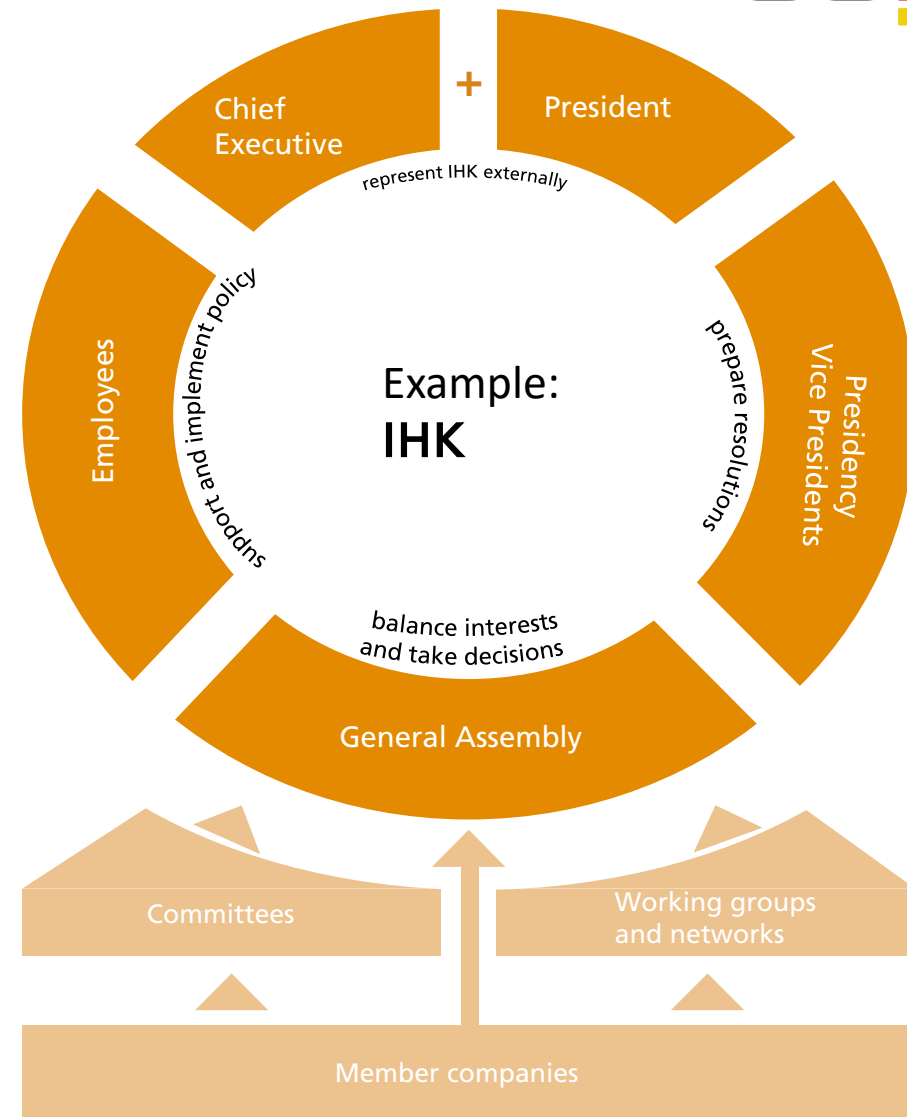 Chief
Executive
+
President
represent IHK externally
Employees
support and implement policy
Example:
IHK
prepare resolutions
Presidency
Vice Presidents
balance interests
and take decisions
General Assembly
Committees
Working groups
and networks
Member companies